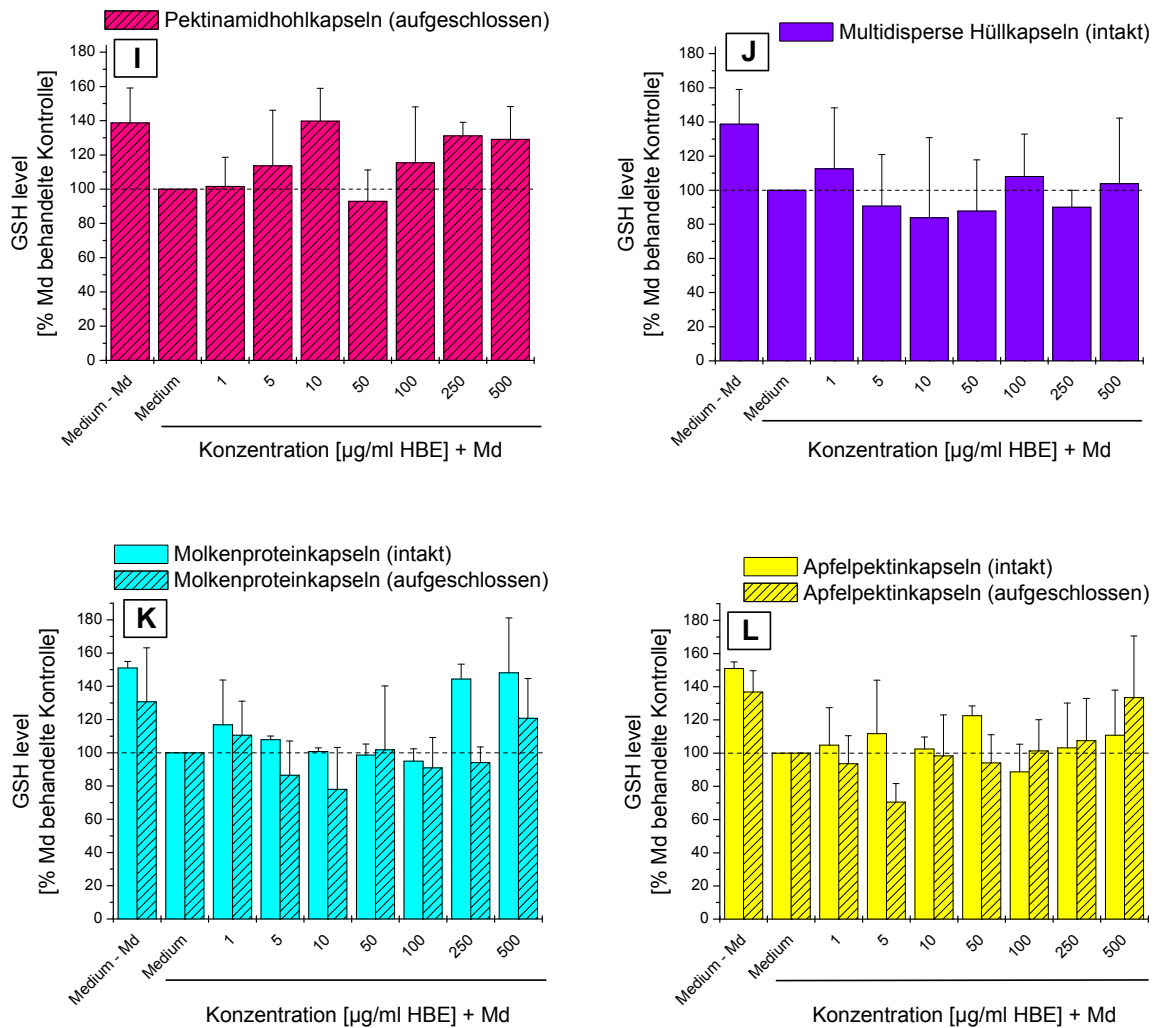 Pektinamidhohlkapseln (aufgeschlossen)
I
GSH level
[% Md behandelte Kontrolle]
180
160
140
120
100
80
60
40
20
0
Medium - Md
Medium
1
5
10
50
100
250
500
Konzentration [µg/ml HBE] + Md
Multidisperse Hüllkapseln (intakt)
J
GSH level
[% Md behandelte Kontrolle]
180
160
140
120
100
80
60
40
20
0
Medium - Md
Medium
1
5
10
50
100
250
500
Konzentration [µg/ml HBE] + Md
Molkenproteinkapseln (intakt)
Molkenproteinkapseln (aufgeschlossen)
K
GSH level
[% Md behandelte Kontrolle]
180
160
140
120
100
80
60
40
20
0
Medium - Md
Medium
1
5
10
50
100
250
500
Konzentration [µg/ml HBE] + Md
Apfelpektinkapseln (intakt)
Apfelpektinkapseln (aufgeschlossen)
L
GSH level
[% Md behandelte Kontrolle]
180
160
140
120
100
80
60
40
20
0
Medium - Md
Medium
1
5
10
50
100
250
500
Konzentration [µg/ml HBE] + Md